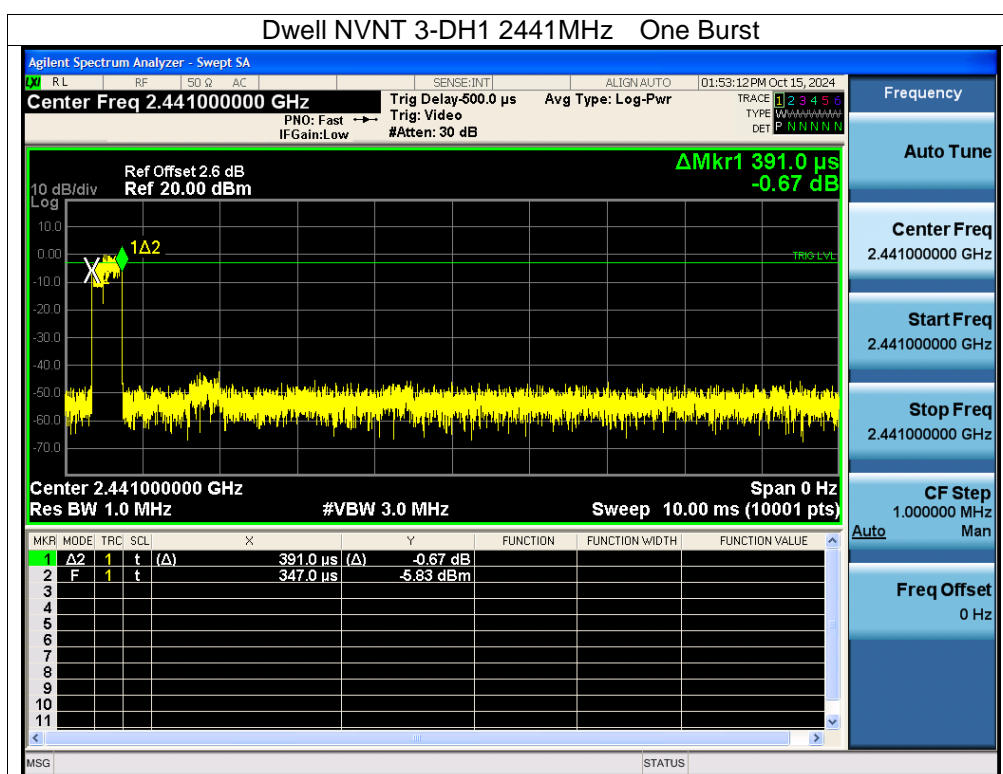 Dwell NVNT 3-DH1 2441MHz One Burst
Agilent Spectrum Analyzer - Swept SA
LXI RL RF 50 Ω AC SENSE:INT ALIGN AUTO 01:53:12 PM Oct 15, 2024
Center Freq 2.441000000 GHz
PNO: Fast
IFGain:Low
Trig Delay-500.0 µs
Trig: Video
#Atten: 30 dB
Avg Type: Log-Pwr
TRACE 1 2 3 4 5 6
TYPE WWWWWW
DET P N N N N N
Frequency
Auto Tune
Center Freq
2.441000000 GHz
Start Freq
2.441000000 GHz
Stop Freq
2.441000000 GHz
CF Step
1.000000 MHz
Auto Man
Freq Offset
0 Hz
ΔMkr1 391.0 µs
-0.67 dB
Ref Offset 2.6 dB
10 dB/div Ref 20.00 dBm
Log
10.0
0.00
-10.0
-20.0
-30.0
-40.0
-50.0
-60.0
-70.0
1Δ2
TRIG LVL
Center 2.441000000 GHz Span 0 Hz
Res BW 1.0 MHz #VBW 3.0 MHz Sweep 10.00 ms (10001 pts)
MKR MODE TRC SCL X Y FUNCTION FUNCTION WIDTH FUNCTION VALUE
1 Δ2 1 t (Δ) 391.0 µs (Δ) -0.67 dB
2 F 1 t 347.0 µs -5.83 dBm
3
4
5
6
7
8
9
10
11
MSG STATUS